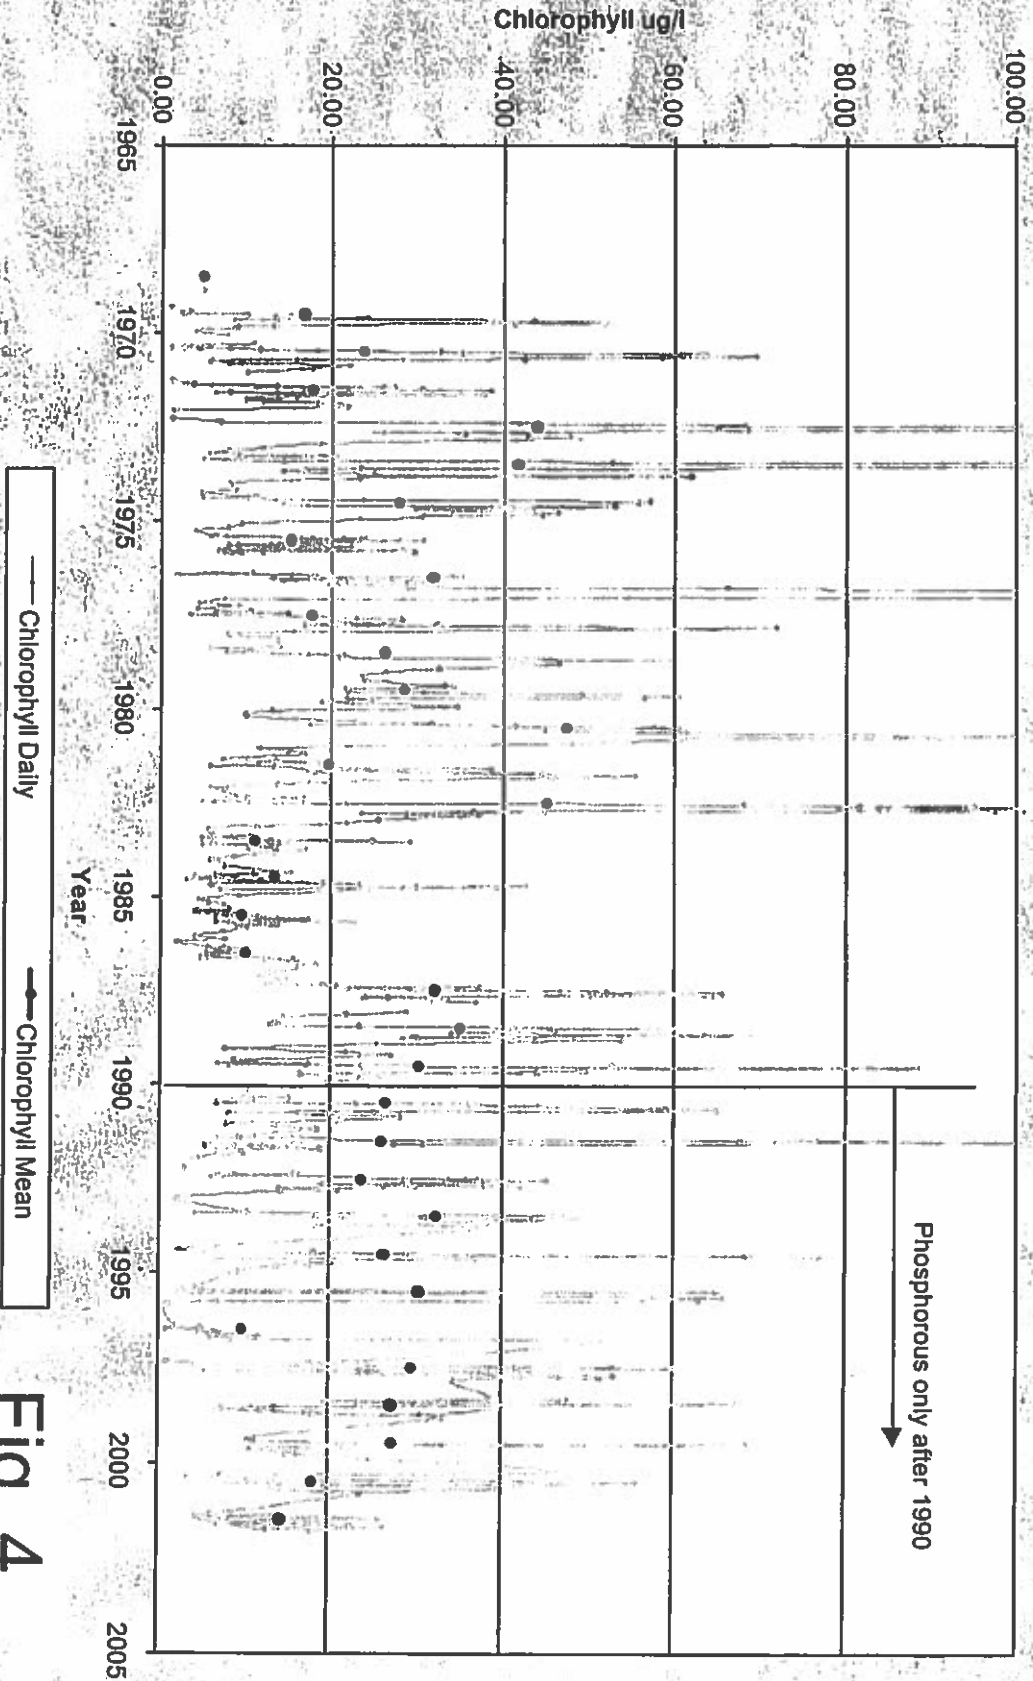 Chlorophyll ug/l
100.00
80.00
60.00
40.00
20.00
0.00
1965
1970
1975
1980
1985
1990
1995
2000
2005
Year
Phosphorous only after 1990
Chlorophyll Daily
Chlorophyll Mean
Fig 4